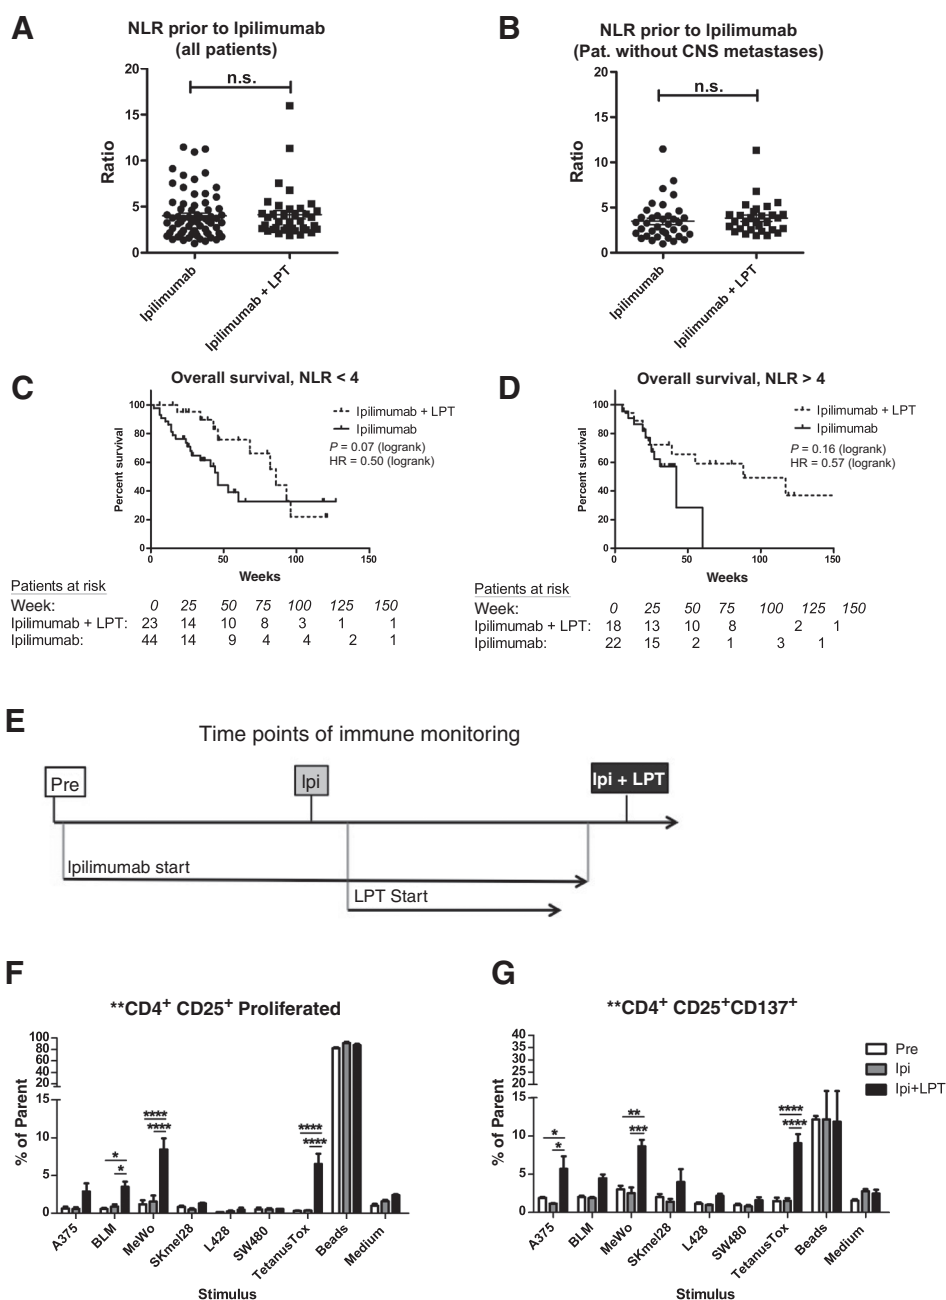 A
NLR prior to Ipilimumab
(all patients)
n.s.
20
15
10
5
0
Ratio
Ipilimumab
Ipilimumab + LPT
B
NLR prior to Ipilimumab
(Pat. without CNS metastases)
n.s.
20
15
10
5
0
Ratio
Ipilimumab
Ipilimumab + LPT
C
Overall survival, NLR < 4
100
80
60
40
20
0
Percent survival
Ipilimumab + LPT
Ipilimumab
P = 0.07 (logrank)
HR = 0.50 (logrank)
0 50 100 150
Weeks
Patients at risk
Week: 0 25 50 75 100 125 150
Ipilimumab + LPT: 23 14 10 8 3 1 1
Ipilimumab: 44 14 9 4 4 2 1
D
Overall survival, NLR > 4
100
80
60
40
20
0
Percent survival
Ipilimumab + LPT
Ipilimumab
P = 0.16 (logrank)
HR = 0.57 (logrank)
0 50 100 150
Weeks
Patients at risk
Week: 0 25 50 75 100 125 150
Ipilimumab + LPT: 18 13 10 8 2 1
Ipilimumab: 22 15 2 1 3 1
E
Time points of immune monitoring
Pre
Ipi
Ipi + LPT
Ipilimumab start
LPT Start
F
**CD4+ CD25+ Proliferated
100
80
60
40
20
15
10
5
0
% of Parent
*
*
****
****
****
****
A375
BLM
MeWo
SKmel28
L428
SW480
TetanusTox
Beads
Medium
Stimulus
G
**CD4+ CD25+CD137+
40
35
30
25
20
15
10
5
0
% of Parent
*
*
**
***
****
****
Pre
Ipi
Ipi+LPT
A375
BLM
MeWo
SKmel28
L428
SW480
TetanusTox
Beads
Medium
Stimulus